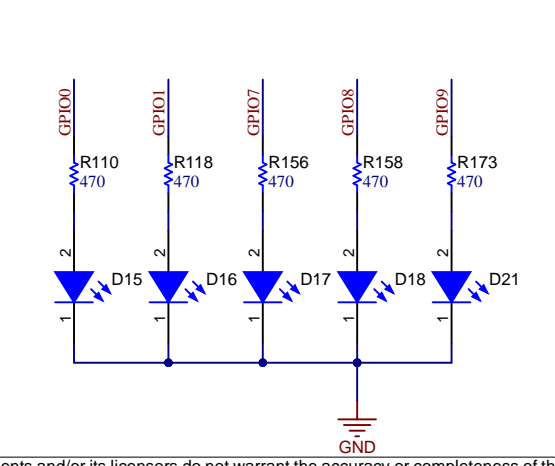 GPIO0
GPIO1
GPIO7
GPIO8
GPIO9
R110
470
R118
470
R156
470
R158
470
R173
470
2
2
2
2
2
D15
D16
D17
D18
D21
1
1
1
1
1
GND
ents and/or its licensors do not warrant the accuracy or completeness of th